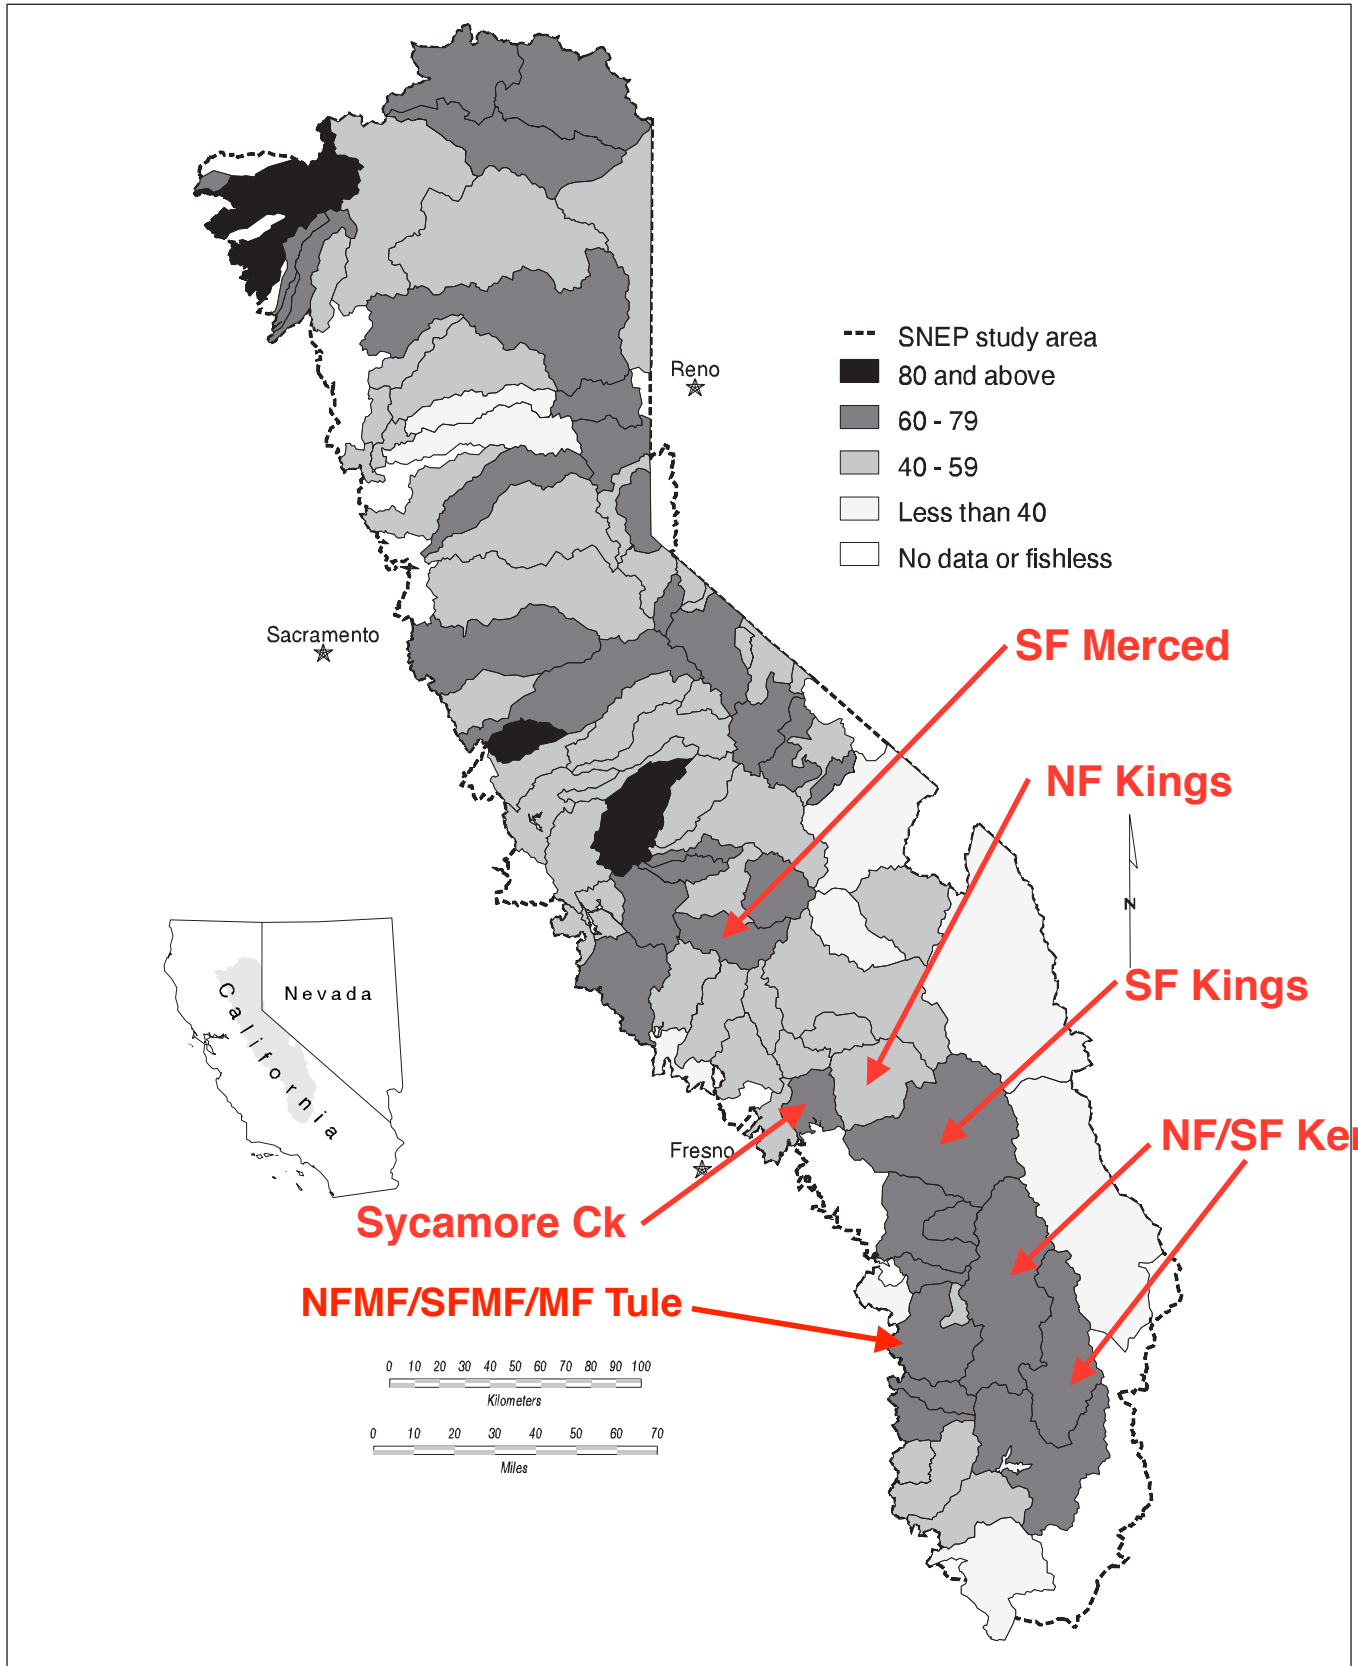 SNEP study area
80 and above
60 - 79
40 - 59
Less than 40
No data or fishless
Reno
Sacramento
SF Merced
NF Kings
N
SF Kings
Nevada
California
NF/SF Ker
Fresno
Sycamore Ck
NFMF/SFMF/MF Tule
0 10 20 30 40 50 60 70 80 90 100
Kilometers
0 10 20 30 40 50 60 70
Miles